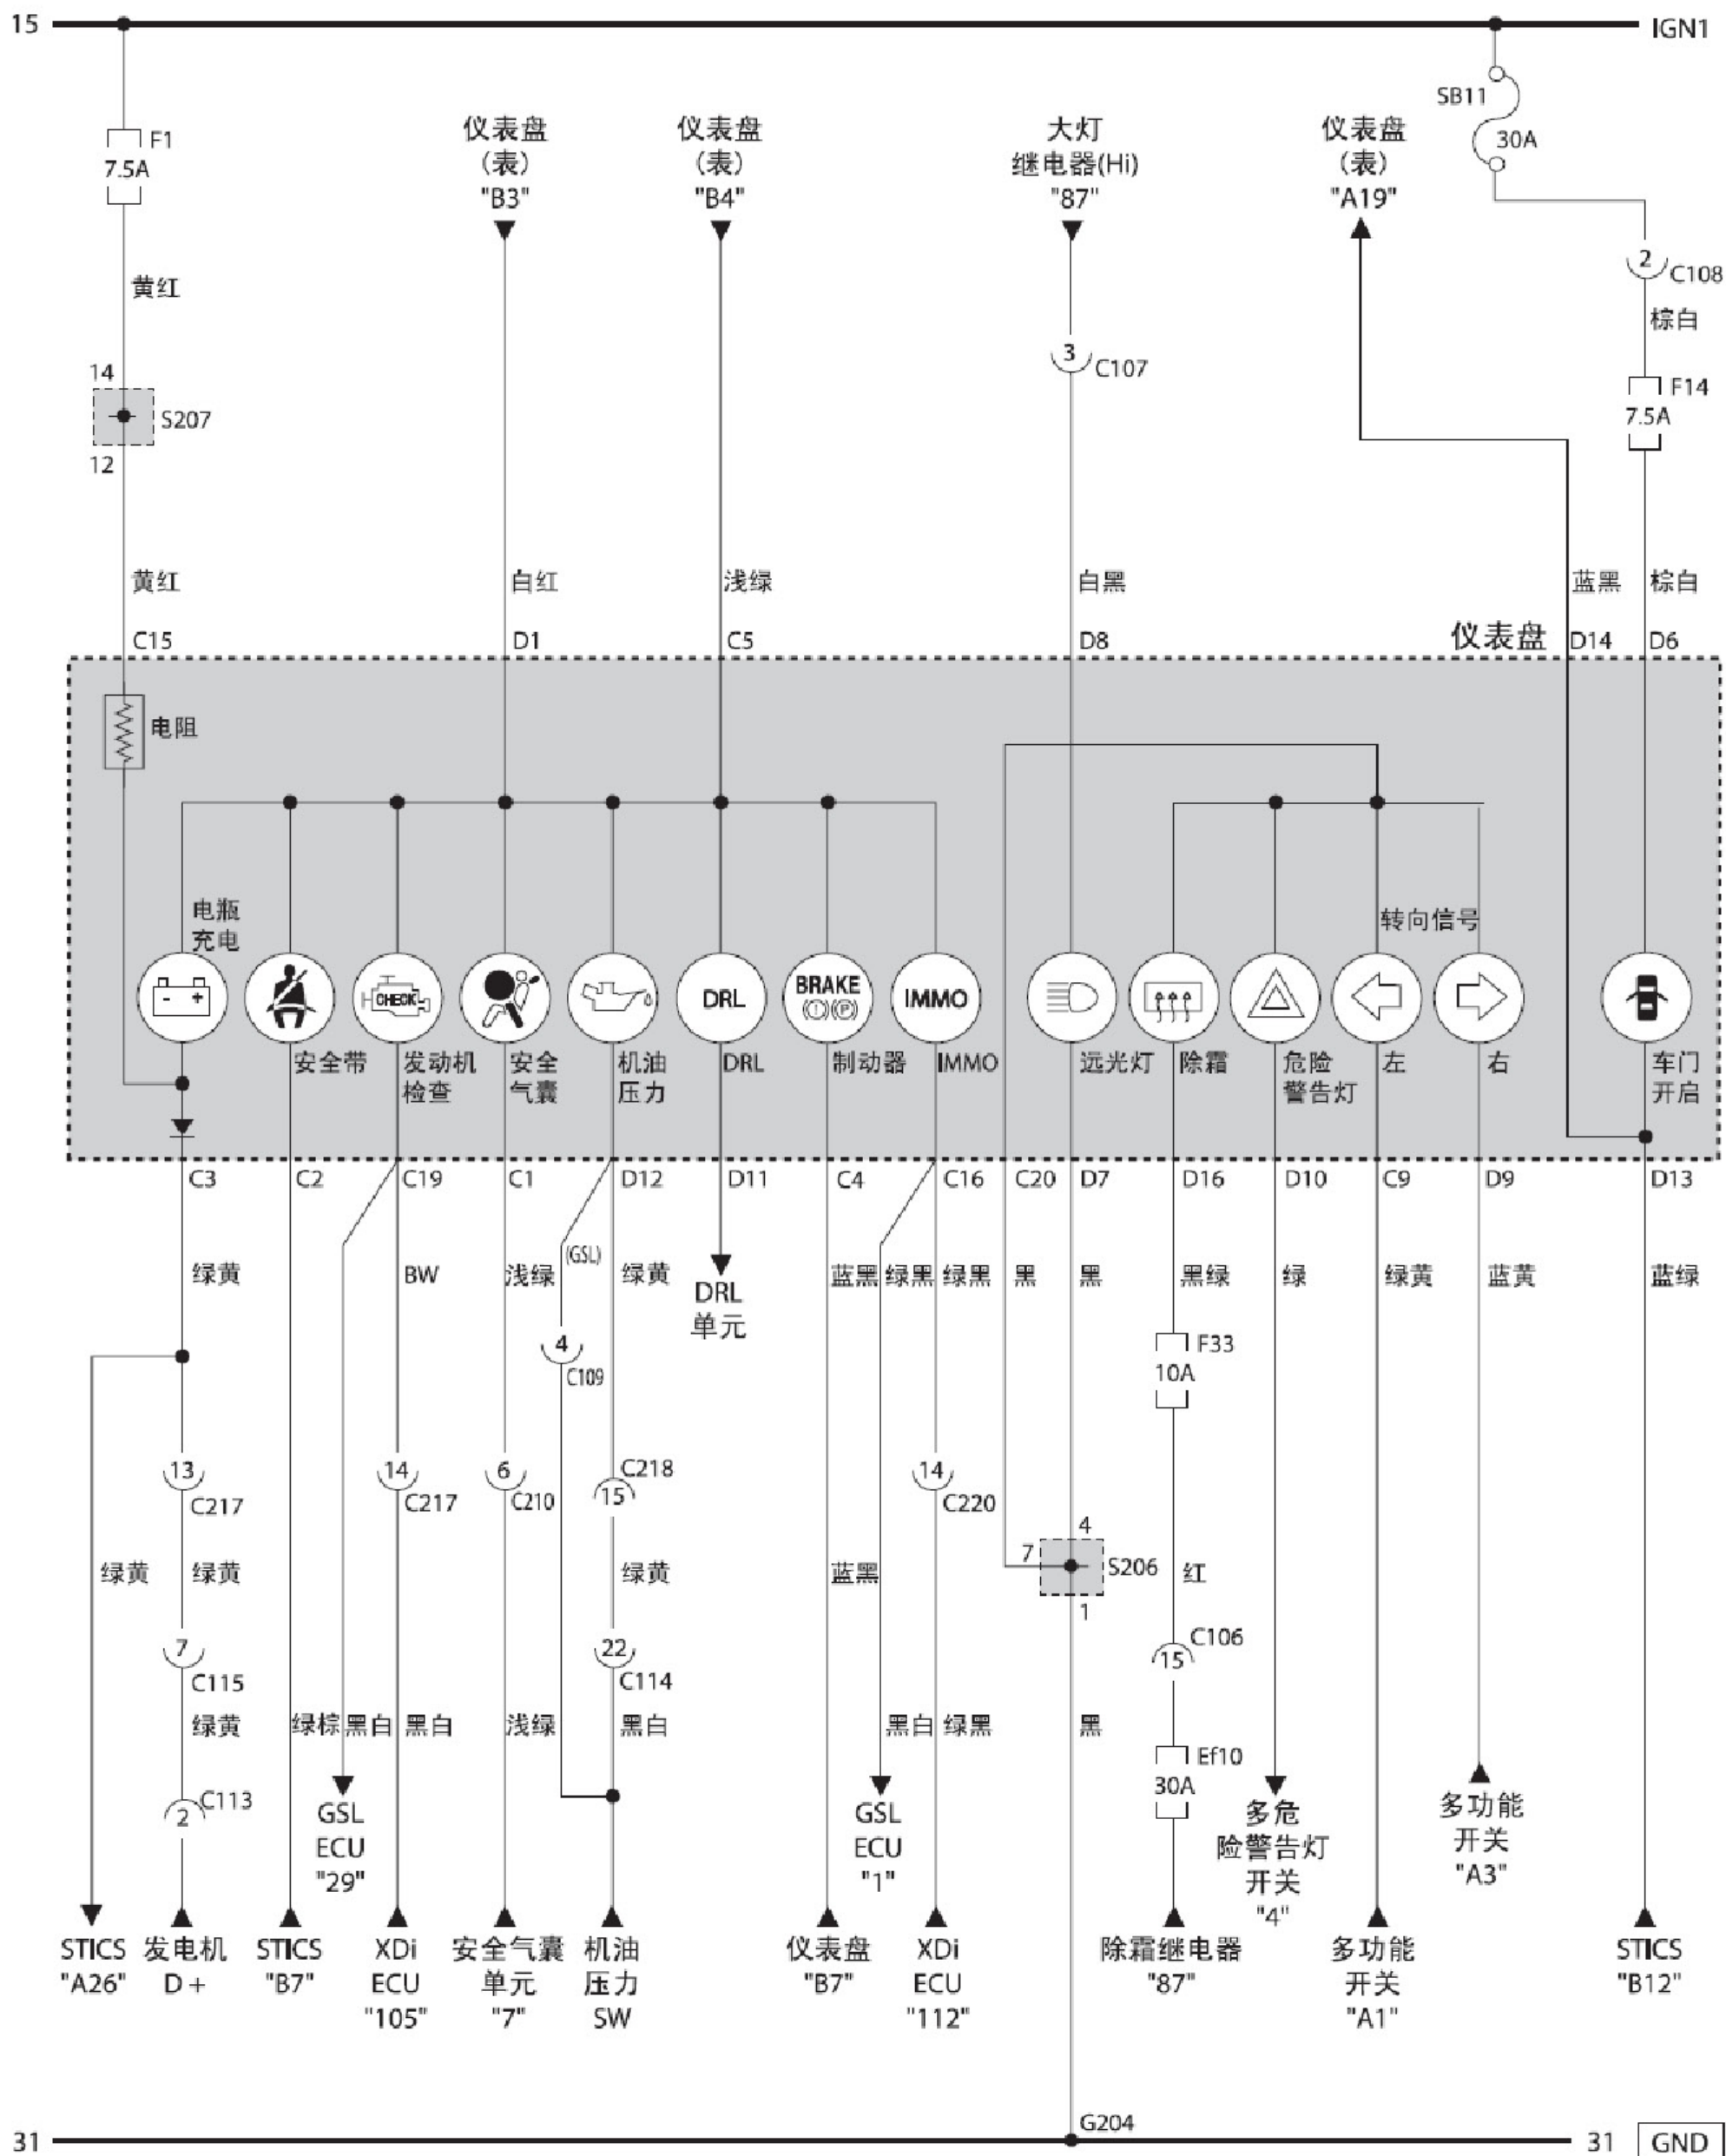 15
IGN1
SB11
30A
F1
7.5A
仪表盘
(表)
"B3"
仪表盘
(表)
"B4"
大灯
继电器(Hi)
"87"
仪表盘
(表)
"A19"
2
C108
黄红
棕白
3
C107
14
S207
12
F14
7.5A
黄红
白红
浅绿
白黑
蓝黑
棕白
C15
D1
C5
D8
仪表盘
D14
D6
电阻
电瓶
充电
转向信号
- +
CHECK
DRL
BRAKE
(!)(P)
IMMO
安全带
发动机
检查
安全
气囊
机油
压力
DRL
制动器
IMMO
远光灯
除霜
危险
警告灯
左
右
车门
开启
C3
C2
C19
C1
D12
D11
C4
C16
C20
D7
D16
D10
C9
D9
D13
绿黄
BW
浅绿
(GSL)
绿黄
DRL
单元
蓝黑
绿黑
绿黑
黑
黑
黑绿
绿
绿黄
蓝黄
蓝绿
4
C109
F33
10A
13
C217
14
C217
6
C210
C218
15
14
C220
绿黄
绿黄
绿黄
蓝黑
4
7
S206
1
红
7
C115
22
C114
C106
15
绿黄
绿棕
黑白
黑白
浅绿
黑白
黑白
绿黑
黑
Ef10
30A
C113
2
GSL
ECU
"29"
GSL
ECU
"1"
多危
险警告灯
开关
"4"
多功能
开关
"A3"
STICS
"A26"
发电机
D+
STICS
"B7"
XDi
ECU
"105"
安全气囊
单元
"7"
机油
压力
SW
仪表盘
"B7"
XDi
ECU
"112"
除霜继电器
"87"
多功能
开关
"A1"
STICS
"B12"
G204
31
31
GND